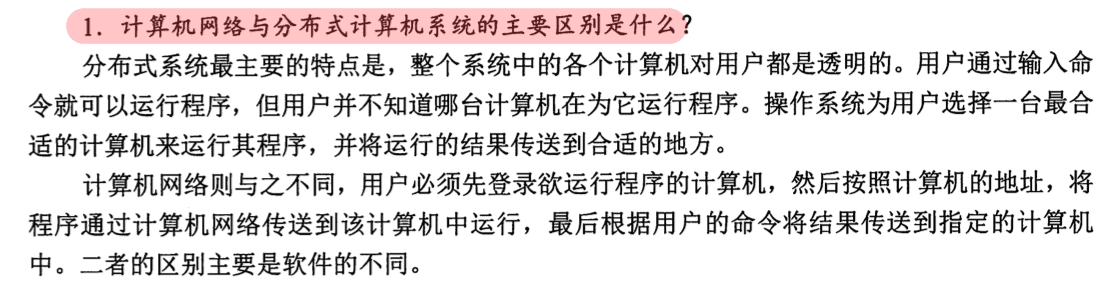 1．计算机网络与分布式计算机系统的主要区别是什么？
分布式系统最主要的特点是，整个系统中的各个计算机对用户都是透明的。用户通过输入命
令就可以运行程序，但用户并不知道哪台计算机在为它运行程序。操作系统为用户选择一台最合
适的计算机来运行其程序，并将运行的结果传送到合适的地方。
计算机网络则与之不同，用户必须先登录欲运行程序的计算机，然后按照计算机的地址，将
程序通过计算机网络传送到该计算机中运行，最后根据用户的命令将结果传送到指定的计算机
中。二者的区别主要是软件的不同。